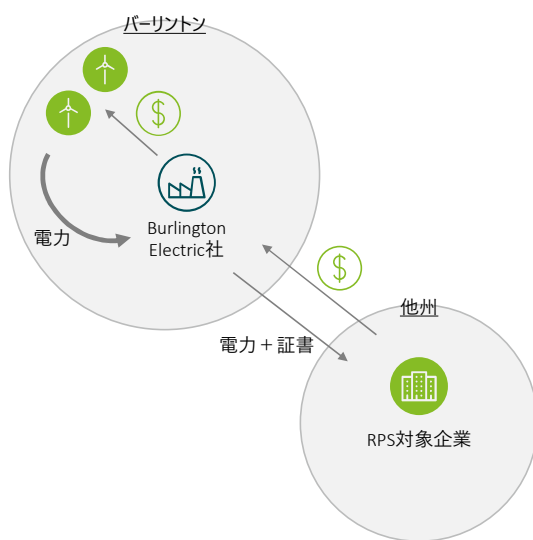 バーリントン
$
Burlington
Electric社
電力
$
他州
電力＋証書
RPS対象企業